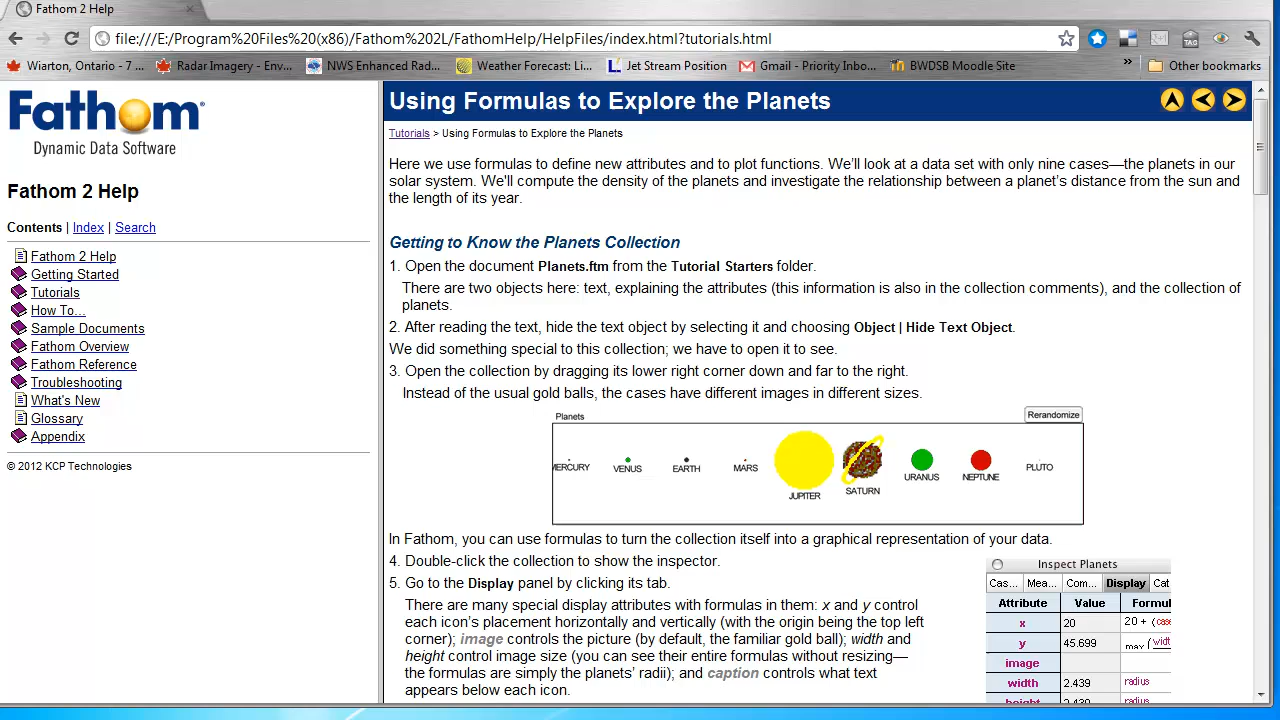 Fathom 2 Help
file:///E:/Program%20Files%20(x86)/Fathom%202L/FathomHelp/HelpFiles/index.html?tutorials.html
Wiarton, Ontario - 7 ...
Radar Imagery - Env...
NWS Enhanced Rad...
Weather Forecast: Li...
Jet Stream Position
Gmail - Priority Inbo...
BWDSB Moodle Site
»
Other bookmarks
Fathom®
Dynamic Data Software
Fathom 2 Help
Contents | Index | Search
Fathom 2 Help
Getting Started
Tutorials
How To...
Sample Documents
Fathom Overview
Fathom Reference
Troubleshooting
What's New
Glossary
Appendix
© 2012 KCP Technologies
Using Formulas to Explore the Planets
Tutorials > Using Formulas to Explore the Planets
Here we use formulas to define new attributes and to plot functions. We'll look at a data set with only nine cases—the planets in our
solar system. We'll compute the density of the planets and investigate the relationship between a planet's distance from the sun and
the length of its year.
Getting to Know the Planets Collection
1. Open the document Planets.ftm from the Tutorial Starters folder.
There are two objects here: text, explaining the attributes (this information is also in the collection comments), and the collection of
planets.
2. After reading the text, hide the text object by selecting it and choosing Object | Hide Text Object.
We did something special to this collection; we have to open it to see.
3. Open the collection by dragging its lower right corner down and far to the right.
Instead of the usual gold balls, the cases have different images in different sizes.
Planets
Rerandomize
MERCURY
VENUS
EARTH
MARS
JUPITER
SATURN
URANUS
NEPTUNE
PLUTO
In Fathom, you can use formulas to turn the collection itself into a graphical representation of your data.
4. Double-click the collection to show the inspector.
5. Go to the Display panel by clicking its tab.
There are many special display attributes with formulas in them: x and y control
each icon's placement horizontally and vertically (with the origin being the top left
corner); image controls the picture (by default, the familiar gold ball); width and
height control image size (you can see their entire formulas without resizing—
the formulas are simply the planets' radii); and caption controls what text
appears below each icon.
Inspect Planets
Cas... Mea... Com... Display Cat
Attribute Value Formul
x 20 20 + (case
y 45.699 max (widt
image
width 2.439 radius
height 2.439 radius